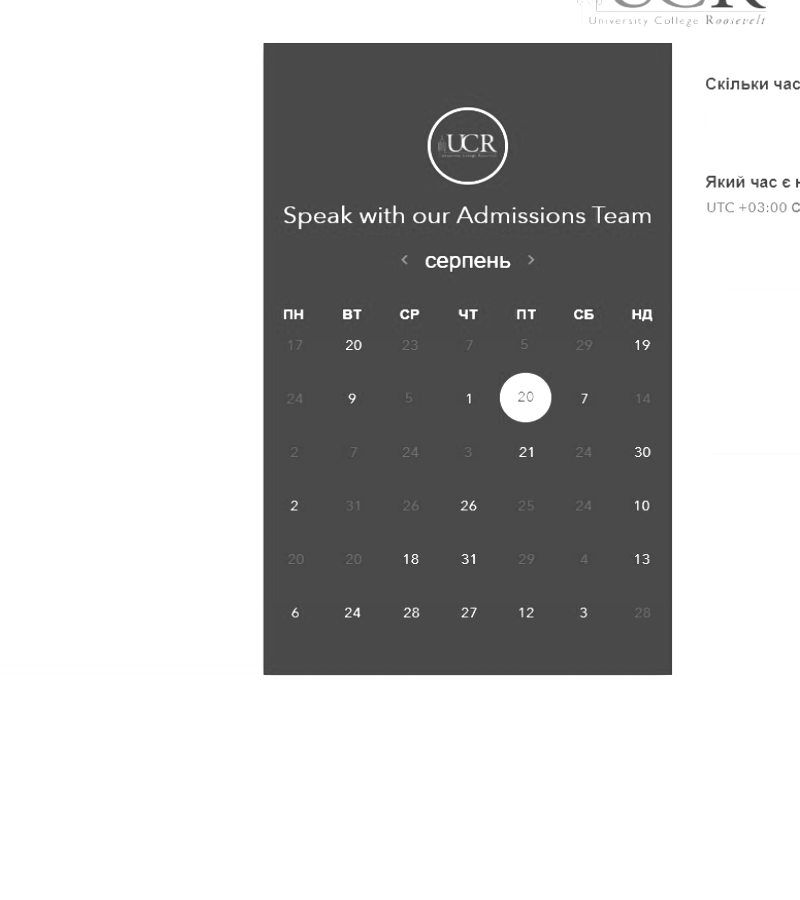 UCR
University College Roosevelt
Скільки час
Який час є н
UTC +03:00 С
UCR
Speak with our Admissions Team
‹ серпень ›
ПН ВТ СР ЧТ ПТ СБ НД
17 20 23 7 5 29 19
24 9 5 1 20 7 14
2 7 24 3 21 24 30
2 31 26 26 25 24 10
20 20 18 31 29 4 13
6 24 28 27 12 3 28